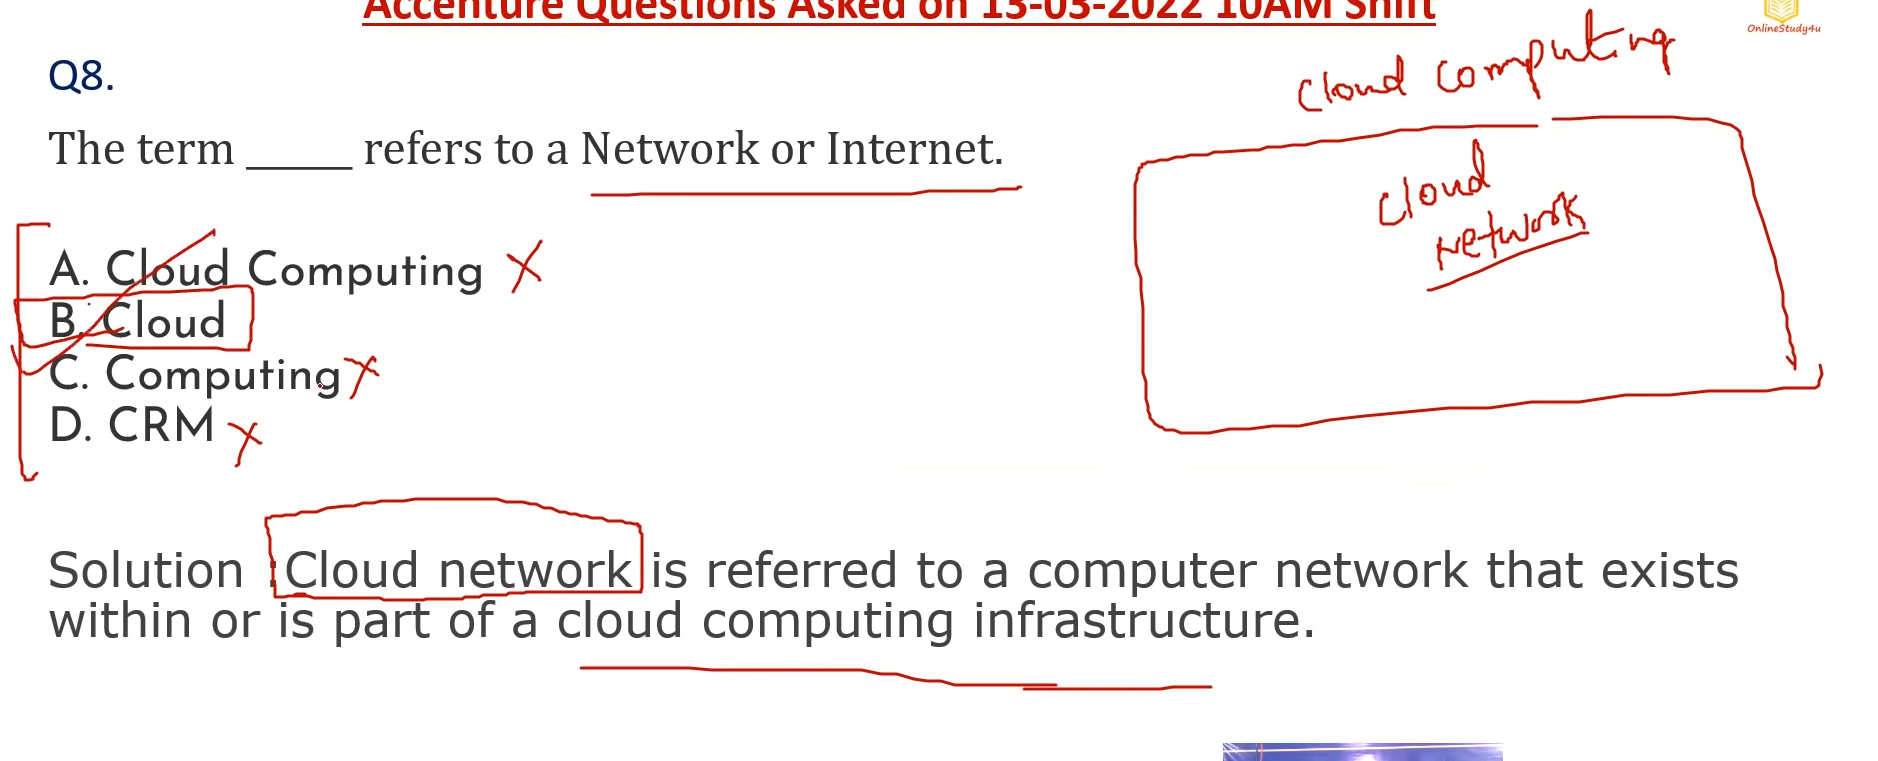 Accenture Questions Asked on 13-03-2022 10AM Shift
OnlineStudy4u
Q8.
The term ______ refers to a Network or Internet.
A. Cloud Computing
B. Cloud
C. Computing
D. CRM
cloud computing
cloud
network
Solution :Cloud network is referred to a computer network that exists
within or is part of a cloud computing infrastructure.